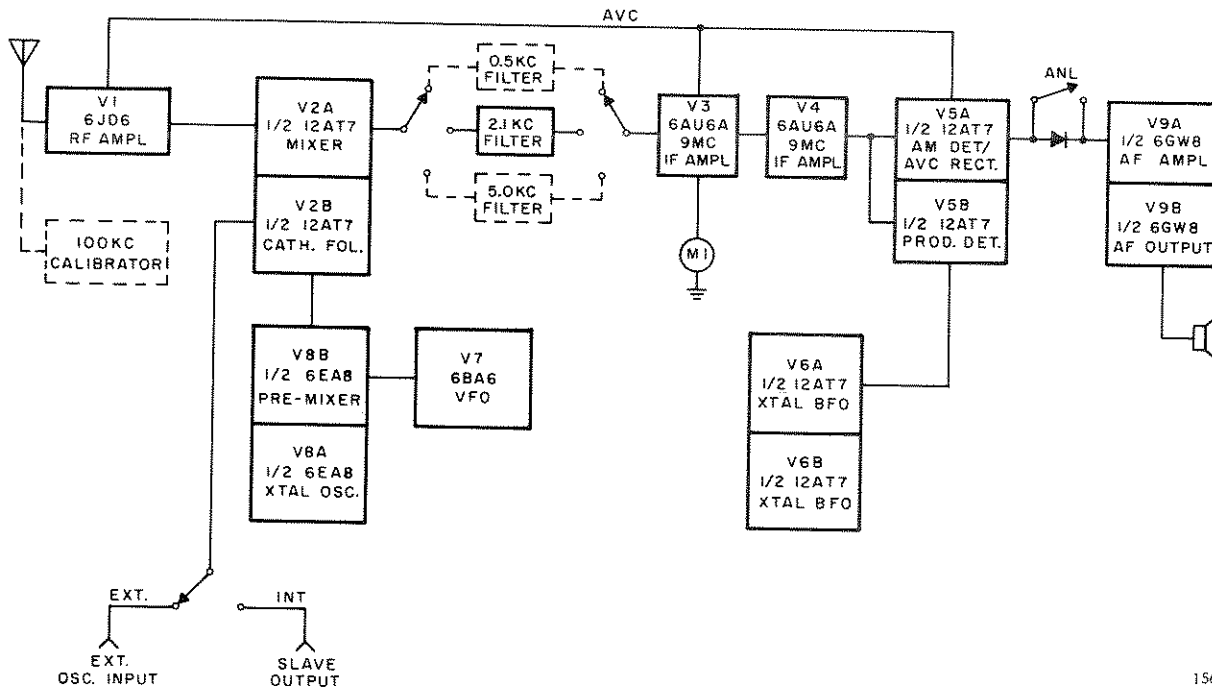 AVC
V1
6JD6
RF AMPL
100KC
CALIBRATOR
V2A
1/2 12AT7
MIXER
V2B
1/2 12AT7
CATH. FOL.
0.5KC
FILTER
2.1 KC
FILTER
5.0KC
FILTER
V3
6AU6A
9MC
IF AMPL
V4
6AU6A
9MC
IF AMPL
M1
V5A
1/2 12AT7
AM DET/
AVC RECT.
V5B
1/2 12AT7
PROD. DET.
ANL
V9A
1/2 6GW8
AF AMPL
V9B
1/2 6GW8
AF OUTPUT
V8B
1/2 6EA8
PRE-MIXER
V8A
1/2 6EA8
XTAL OSC.
V7
6BA6
VFO
V6A
1/2 12AT7
XTAL BFO
V6B
1/2 12AT7
XTAL BFO
EXT.
INT
EXT.
OSC. INPUT
SLAVE
OUTPUT